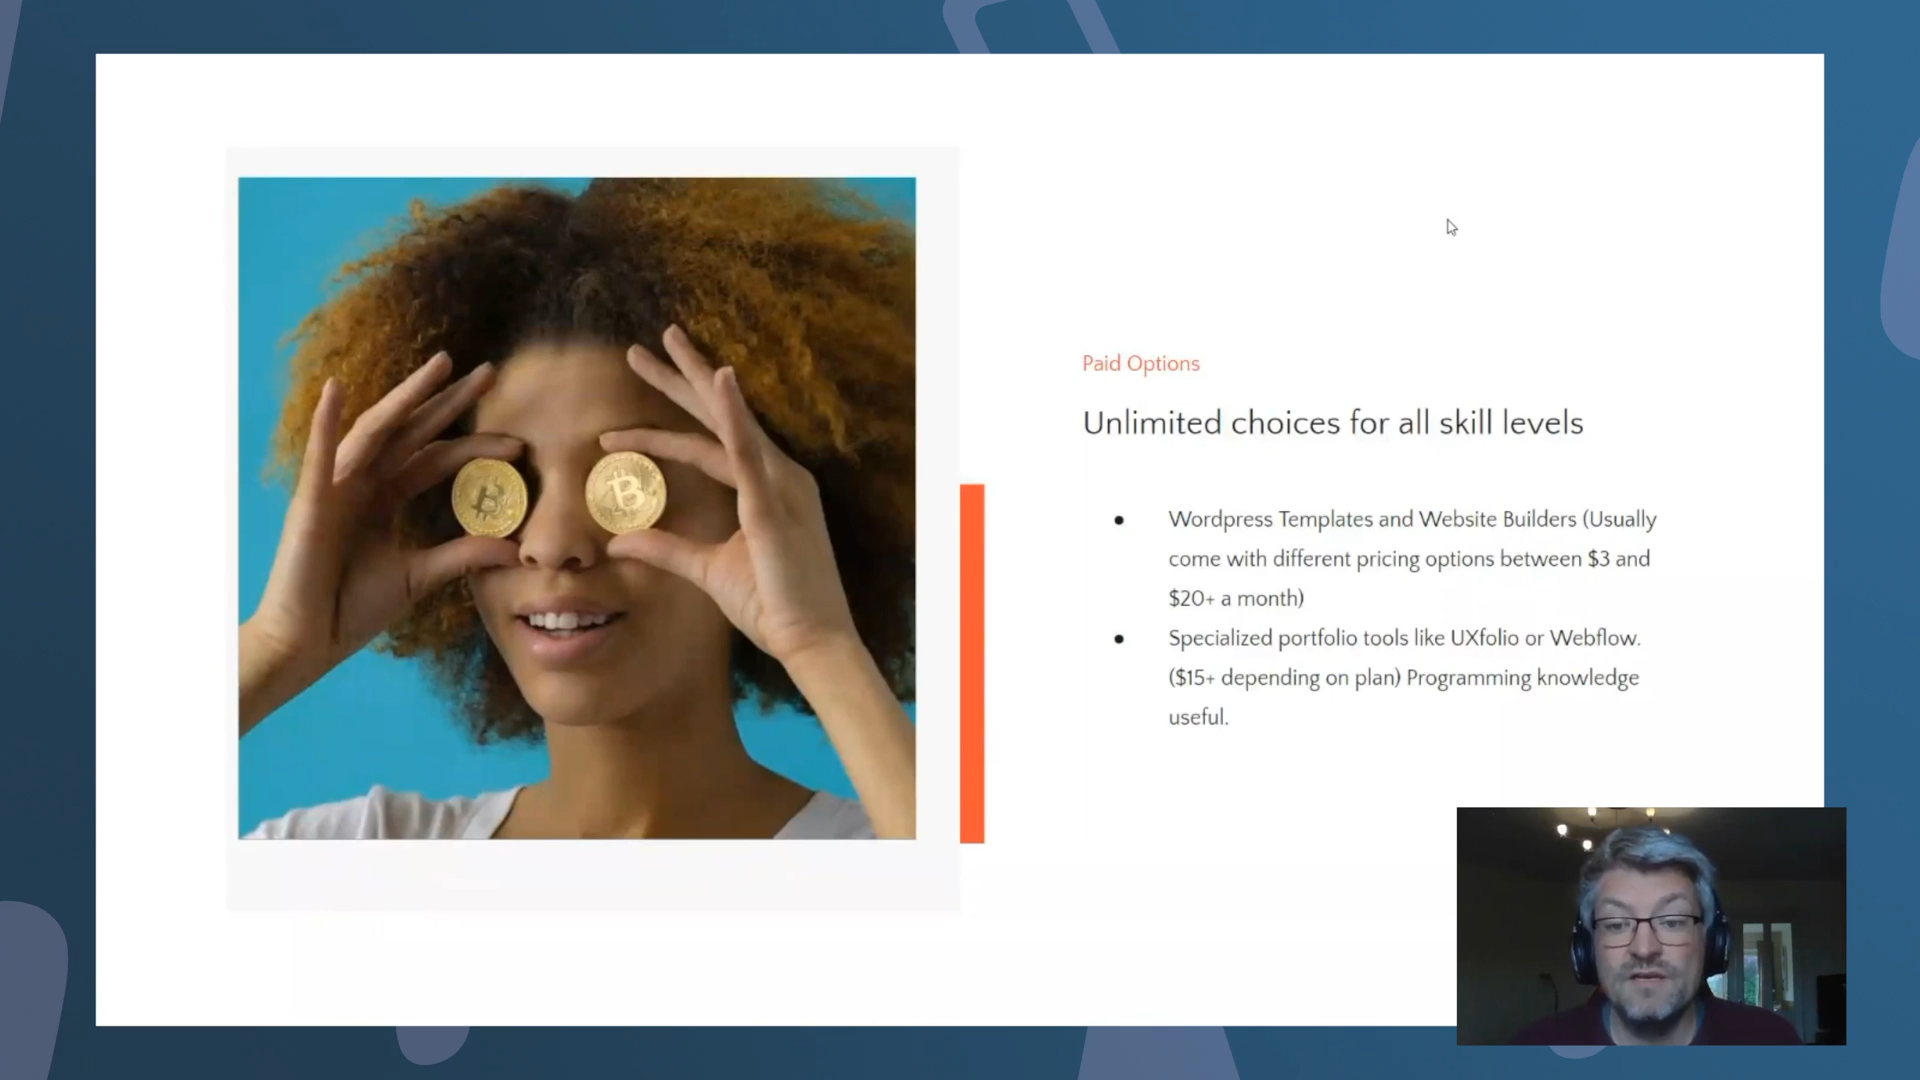 Paid Options
Unlimited choices for all skill levels
● Wordpress Templates and Website Builders (Usually
come with different pricing options between $3 and
$20+ a month)
● Specialized portfolio tools like UXfolio or Webflow.
($15+ depending on plan) Programming knowledge
useful.